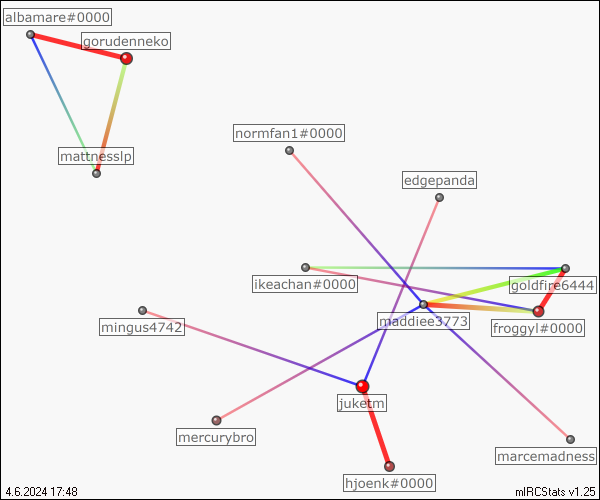 albamare#0000
gorudenneko
normfan1#0000
mattnesslp
edgepanda
ikeachan#0000
goldfire6444
mingus4742
maddiee3773
froggyl#0000
juketm
mercurybro
marcemadness
hjoenk#0000
4.6.2024 17:48
mIRCStats v1.25